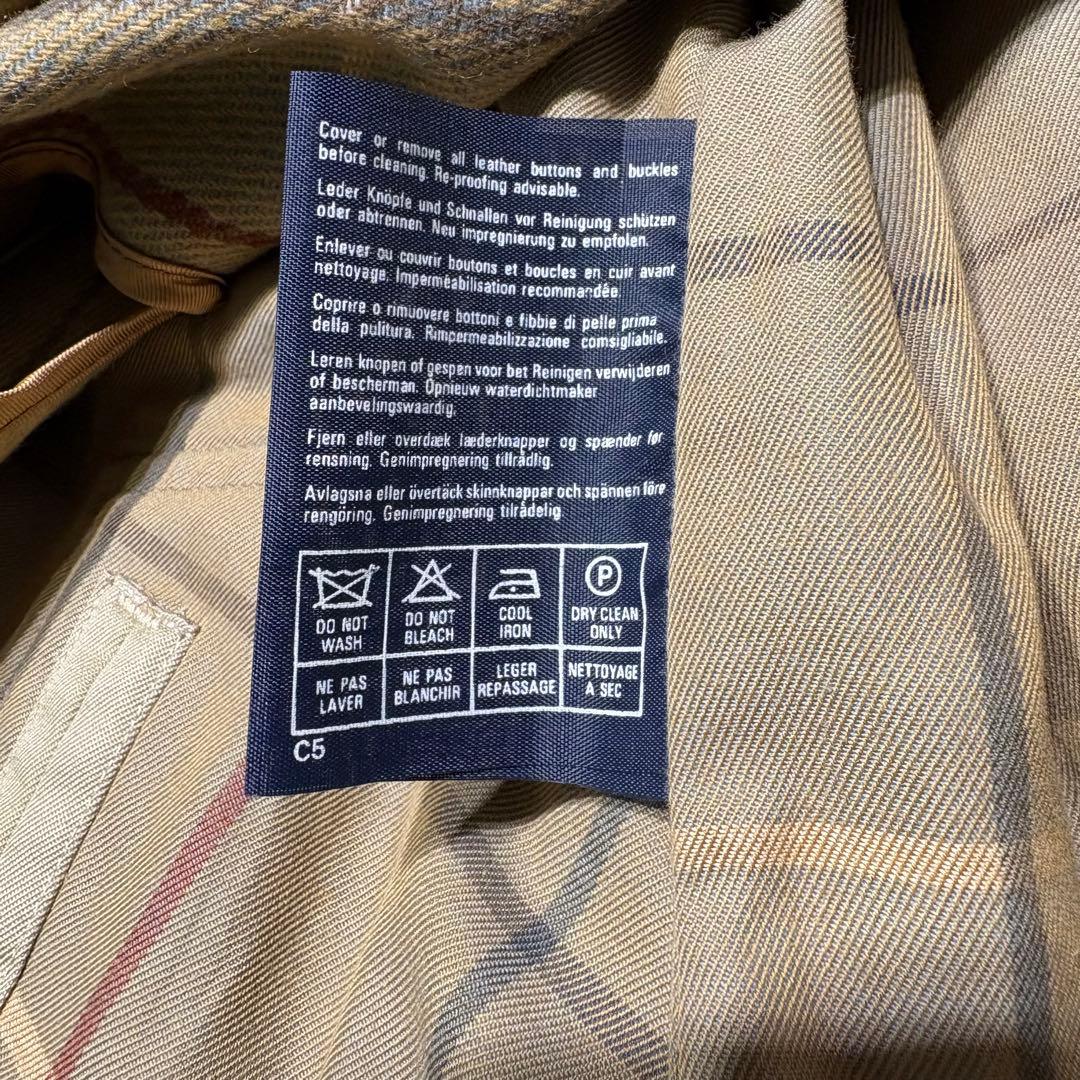 Cover or remove all leather buttons and buckles
before cleaning. Re-proofing advisable.
Leder Knöpfe und Schnallen vor Reinigung schützen
oder abtrennen. Neu impregnierung zu empfolen.
Enlever ou couvrir boutons et boucles en cuir avant
nettoyage. Imperméabilisation recommandée.
Coprire o rimuovere bottoni e fibbie di pelle prima
della pulitura. Rimpermeabilizzazione comsigliabile.
Leren knopen of gespen voor bet Reinigen verwijderen
of bescherman. Opnieuw waterdichtmaker
aanbevelingswaardig.
Fjern eller overdæk læderknapper og spænder før
rensning. Genimpregnering tillrådlig.
Avlagsna eller övertäck skinnknappar och spännen före
rengöring. Genimpregnering tilrådelig.
P
DO NOT WASH
DO NOT BLEACH
COOL IRON
DRY CLEAN ONLY
NE PAS LAVER
NE PAS BLANCHIR
LEGER REPASSAGE
NETTOYAGE A SEC
C5